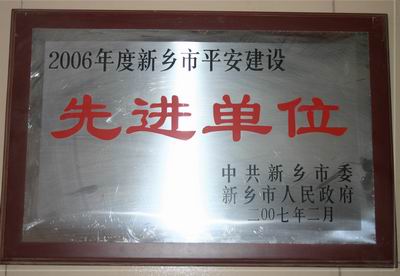 2006年度新乡市平安建设
先进单位
中共新乡市委
新乡市人民政府
二00七年二月